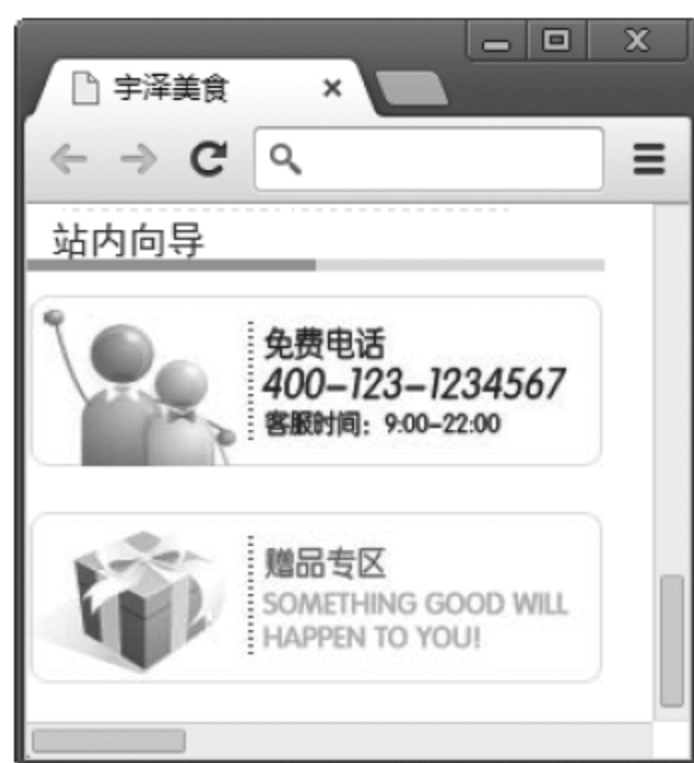 宇泽美食
站内向导
免费电话
400-123-1234567
客服时间：9:00-22:00
赠品专区
SOMETHING GOOD WILL
HAPPEN TO YOU!